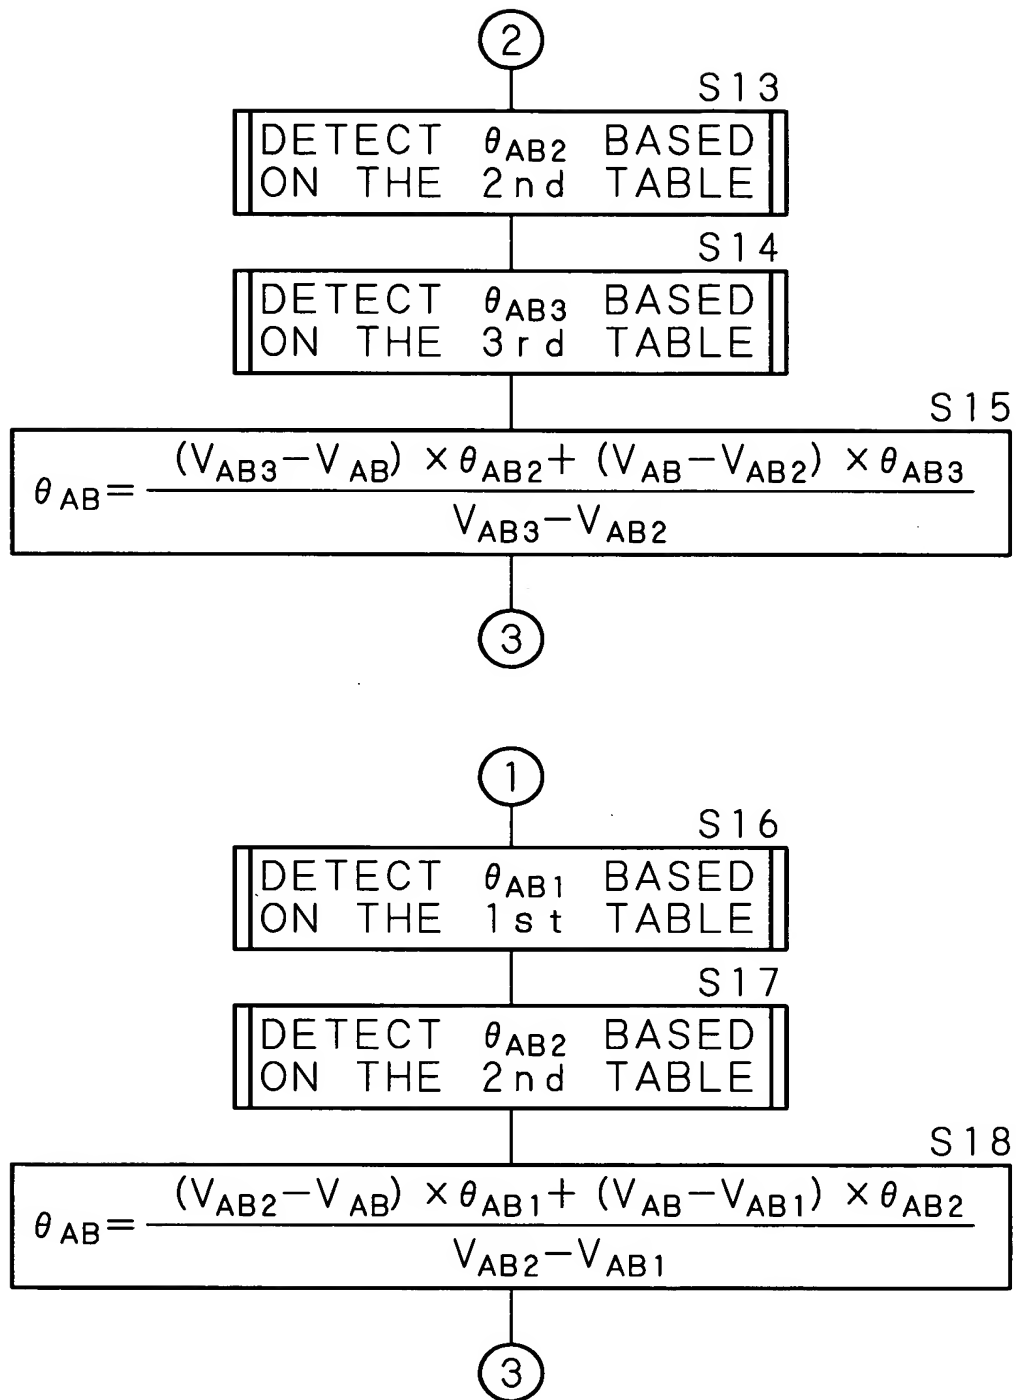 2
S13
DETECT θAB2 BASED
ON THE 2nd TABLE
S14
DETECT θAB3 BASED
ON THE 3rd TABLE
S15
θAB = (VAB3−VAB) × θAB2 + (VAB−VAB2) × θAB3
VAB3−VAB2
3
1
S16
DETECT θAB1 BASED
ON THE 1st TABLE
S17
DETECT θAB2 BASED
ON THE 2nd TABLE
S18
θAB = (VAB2−VAB) × θAB1 + (VAB−VAB1) × θAB2
VAB2−VAB1
3